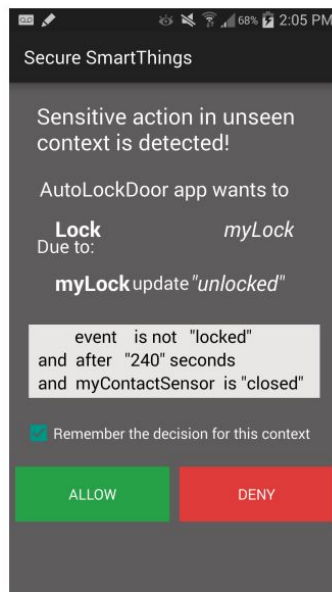 68% 2:05 PM
Secure SmartThings
Sensitive action in unseen
context is detected!
AutoLockDoor app wants to
Lock myLock
Due to:
myLock update "unlocked"
event is not "locked"
and after "240" seconds
and myContactSensor is "closed"
Remember the decision for this context
ALLOW DENY